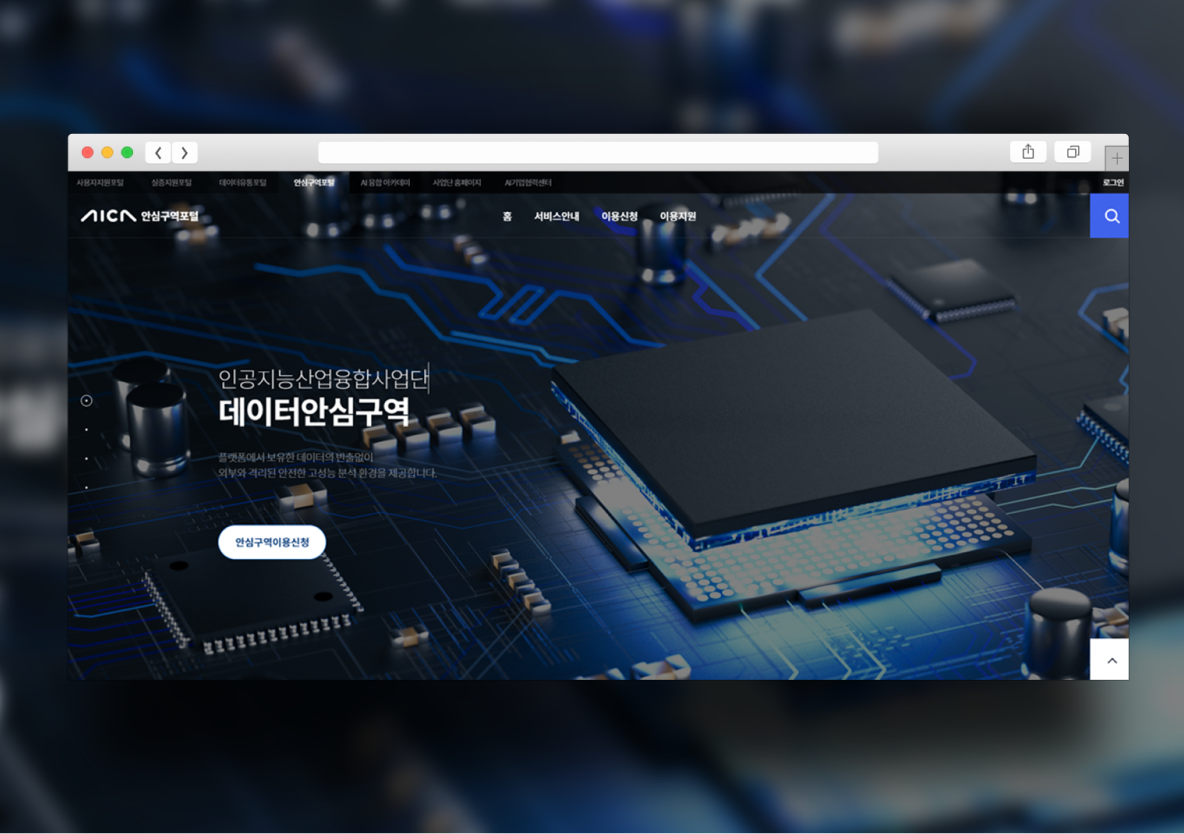 사용자지원포털 실증지원포털 데이터유통포털 안심구역포털 AI 융합 아카데미 사업단 홈페이지 AI기업협력센터 로그인
AICA 안심구역포털 홈 서비스안내 이용신청 이용지원
인공지능산업융합사업단
데이터안심구역
플랫폼에서 보유한 데이터의 반출없이
외부와 격리된 안전한 고성능 분석 환경을 제공합니다.
안심구역이용신청